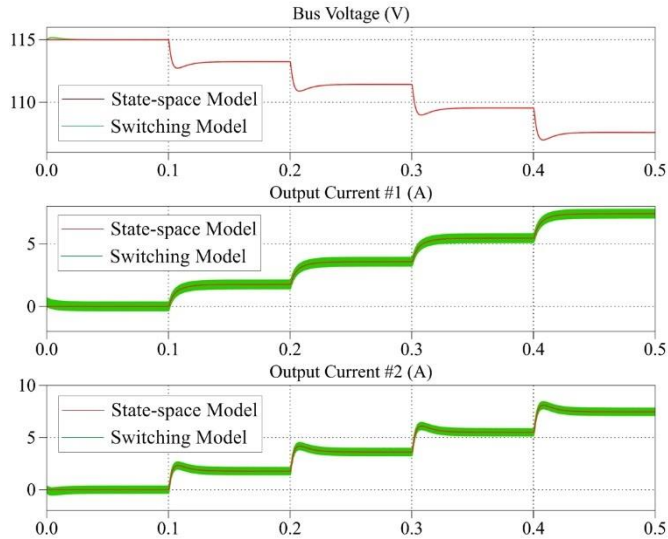 Bus Voltage (V)
115
110
State-space Model
Switching Model
0.0 0.1 0.2 0.3 0.4 0.5
Output Current #1 (A)
5
0
State-space Model
Switching Model
0.0 0.1 0.2 0.3 0.4 0.5
Output Current #2 (A)
10
5
0
State-space Model
Switching Model
0.0 0.1 0.2 0.3 0.4 0.5